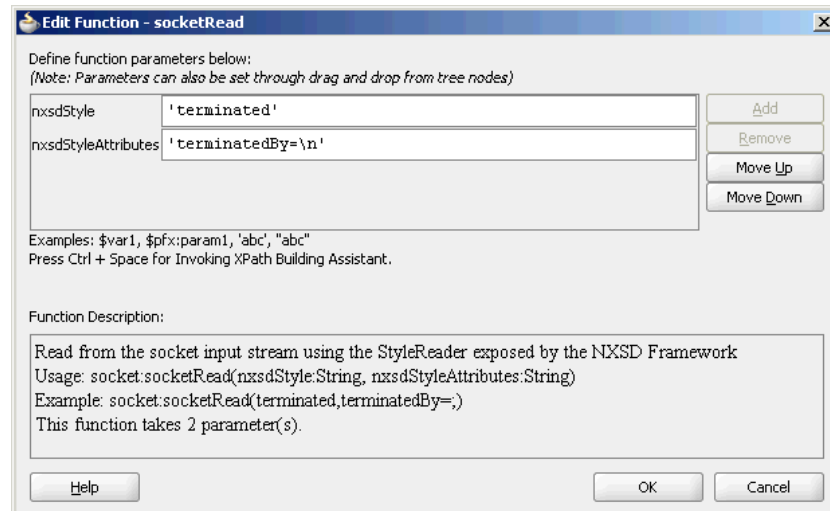 Edit Function - socketRead
Define function parameters below:
(Note: Parameters can also be set through drag and drop from tree nodes)
nxsdStyle 'terminated'
nxsdStyleAttributes 'terminatedBy=\n'
Add
Remove
Move Up
Move Down
Examples: $var1, $pfx:param1, 'abc', "abc"
Press Ctrl + Space for Invoking XPath Building Assistant.
Function Description:
Read from the socket input stream using the StyleReader exposed by the NXSD Framework
Usage: socket:socketRead(nxsdStyle:String, nxsdStyleAttributes:String)
Example: socket:socketRead(terminated,terminatedBy=;)
This function takes 2 parameter(s).
Help OK Cancel